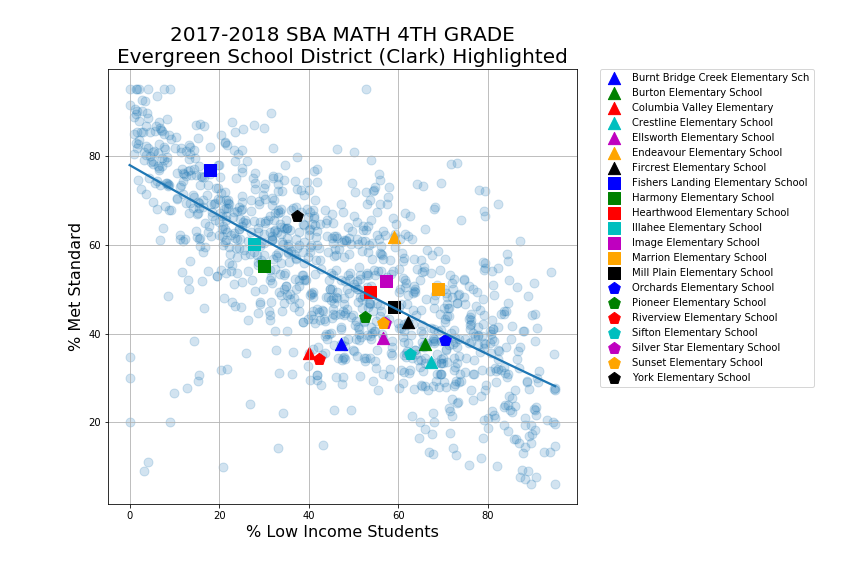 2017-2018 SBA MATH 4TH GRADE
Evergreen School District (Clark) Highlighted
% Met Standard
80
60
40
20
0
20
40
60
80
% Low Income Students
Burnt Bridge Creek Elementary Sch
Burton Elementary School
Columbia Valley Elementary
Crestline Elementary School
Ellsworth Elementary School
Endeavour Elementary School
Fircrest Elementary School
Fishers Landing Elementary School
Harmony Elementary School
Hearthwood Elementary School
Illahee Elementary School
Image Elementary School
Marrion Elementary School
Mill Plain Elementary School
Orchards Elementary School
Pioneer Elementary School
Riverview Elementary School
Sifton Elementary School
Silver Star Elementary School
Sunset Elementary School
York Elementary School